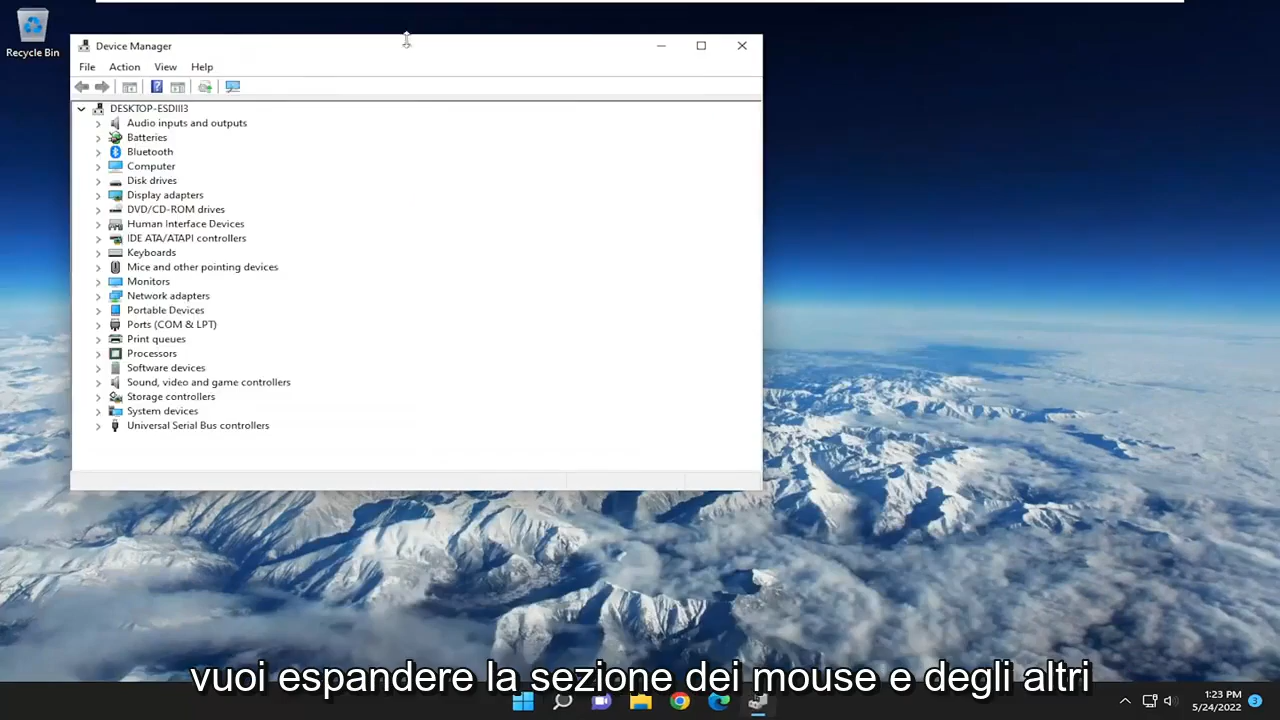 Recycle Bin
Device Manager
File Action View Help
DESKTOP-ESDIII3
Audio inputs and outputs
Batteries
Bluetooth
Computer
Disk drives
Display adapters
DVD/CD-ROM drives
Human Interface Devices
IDE ATA/ATAPI controllers
Keyboards
Mice and other pointing devices
Monitors
Network adapters
Portable Devices
Ports (COM & LPT)
Print queues
Processors
Software devices
Sound, video and game controllers
Storage controllers
System devices
Universal Serial Bus controllers
vuoi espandere la sezione dei mouse e degli altri
1:23 PM
5/24/2022
3